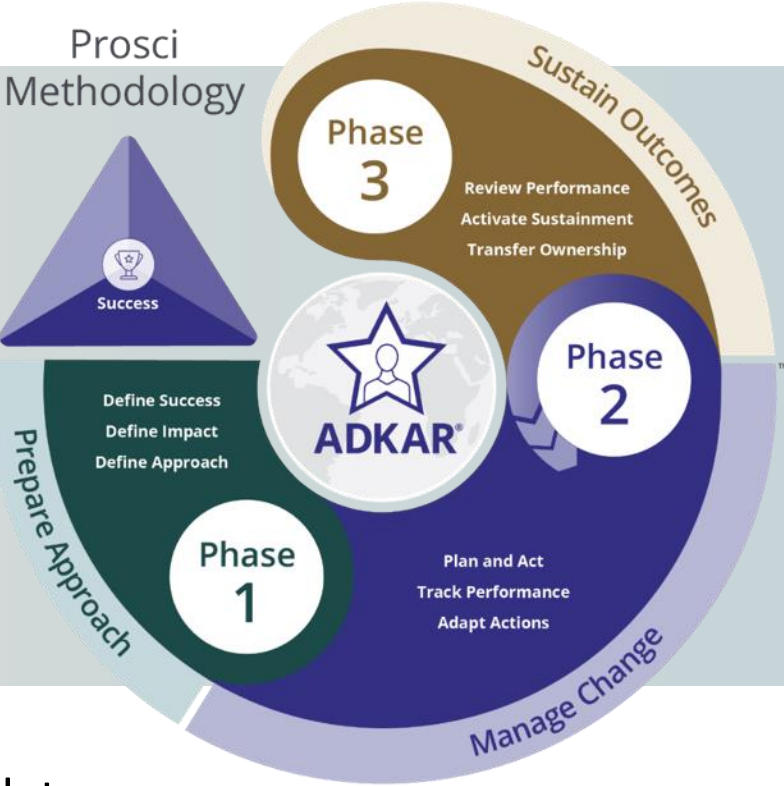 Prosci
Methodology
Success
Phase
3
Review Performance
Activate Sustainment
Transfer Ownership
Sustain Outcomes
Phase
2
™
ADKAR®
Define Success
Define Impact
Define Approach
Phase
1
Prepare Approach
Plan and Act
Track Performance
Adapt Actions
Manage Change